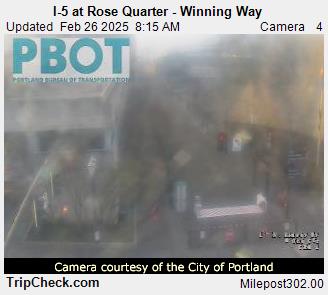 I-5 at Rose Quarter - Winning Way
Updated Feb 26 2025 8:15 AM Camera 4
PBOT
PORTLAND BUREAU OF TRANSPORTATION
Camera courtesy of the City of Portland
TripCheck.com Milepost302.00